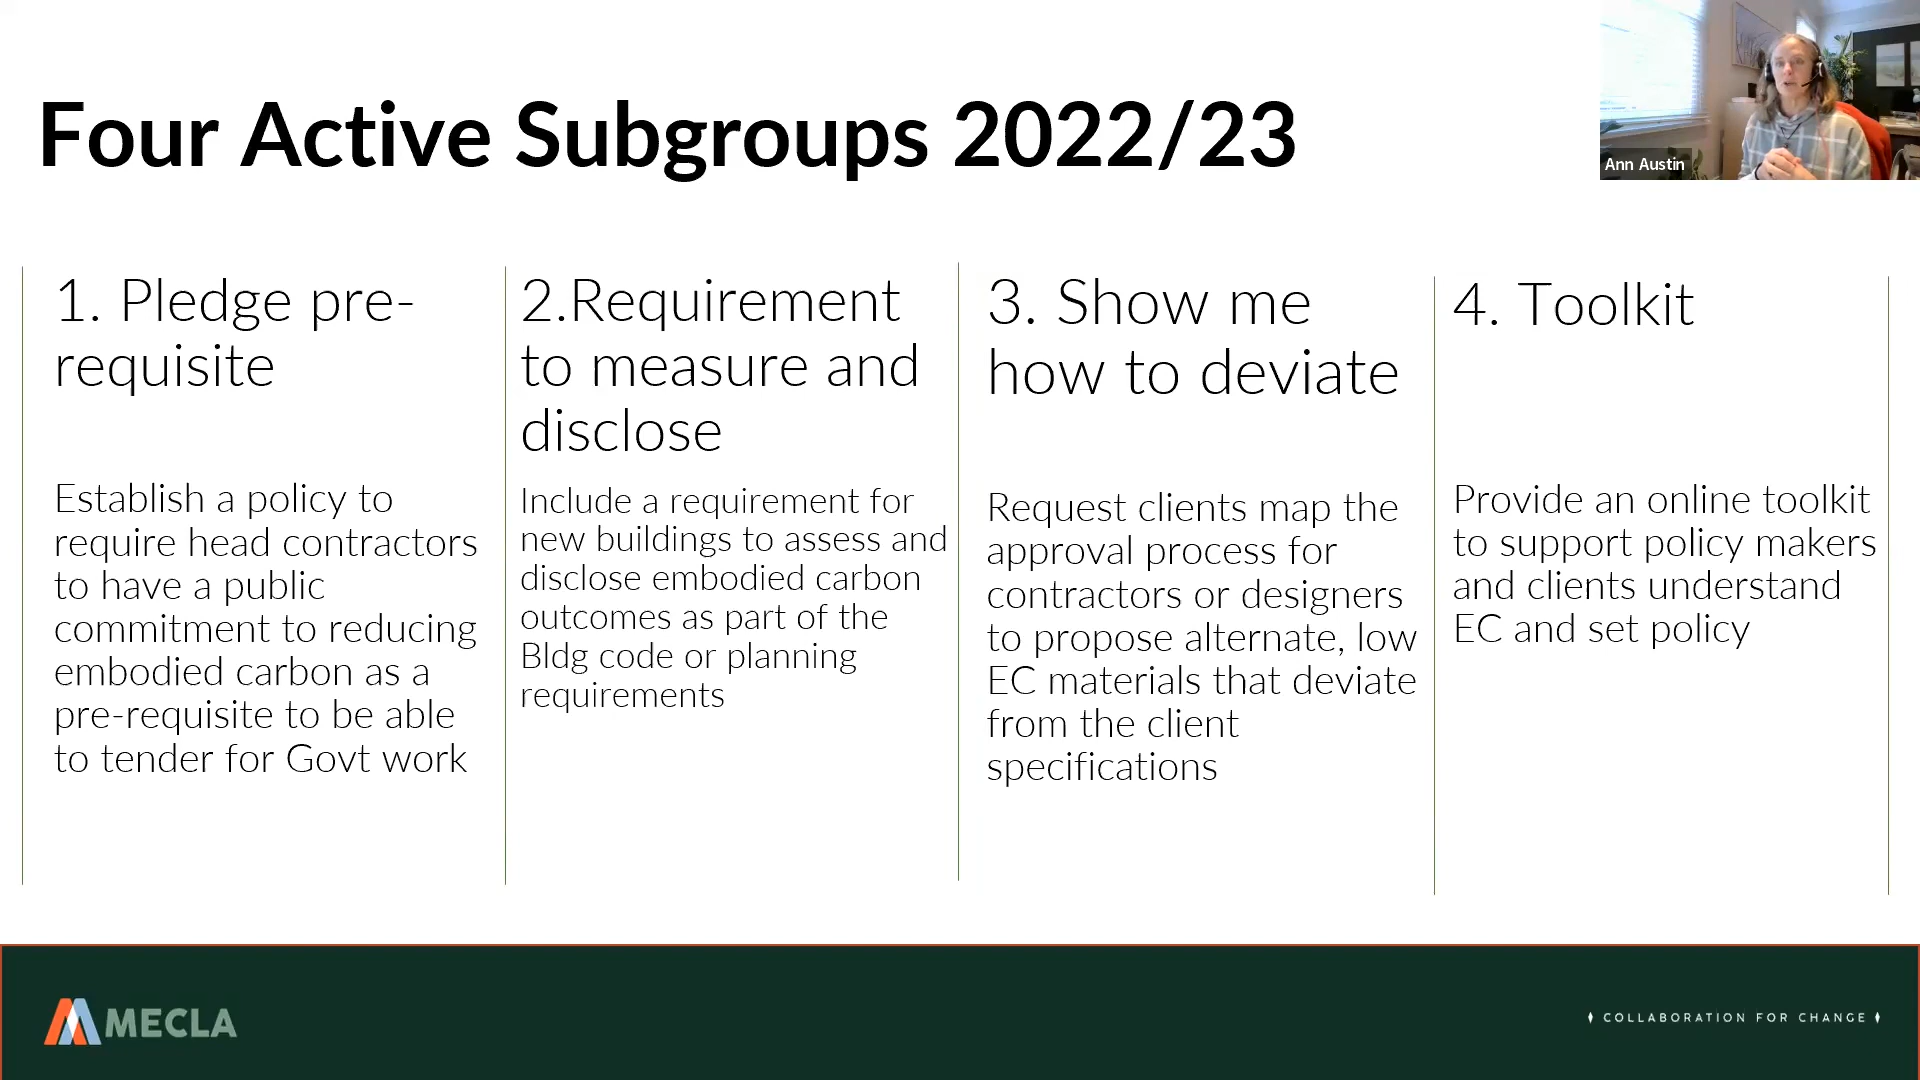 Four Active Subgroups 2022/23
Ann Austin
1. Pledge pre-
requisite
Establish a policy to
require head contractors
to have a public
commitment to reducing
embodied carbon as a
pre-requisite to be able
to tender for Govt work
2.Requirement
to measure and
disclose
Include a requirement for
new buildings to assess and
disclose embodied carbon
outcomes as part of the
Bldg code or planning
requirements
3. Show me
how to deviate
Request clients map the
approval process for
contractors or designers
to propose alternate, low
EC materials that deviate
from the client
specifications
4. Toolkit
Provide an online toolkit
to support policy makers
and clients understand
EC and set policy
MECLA
COLLABORATION FOR CHANGE